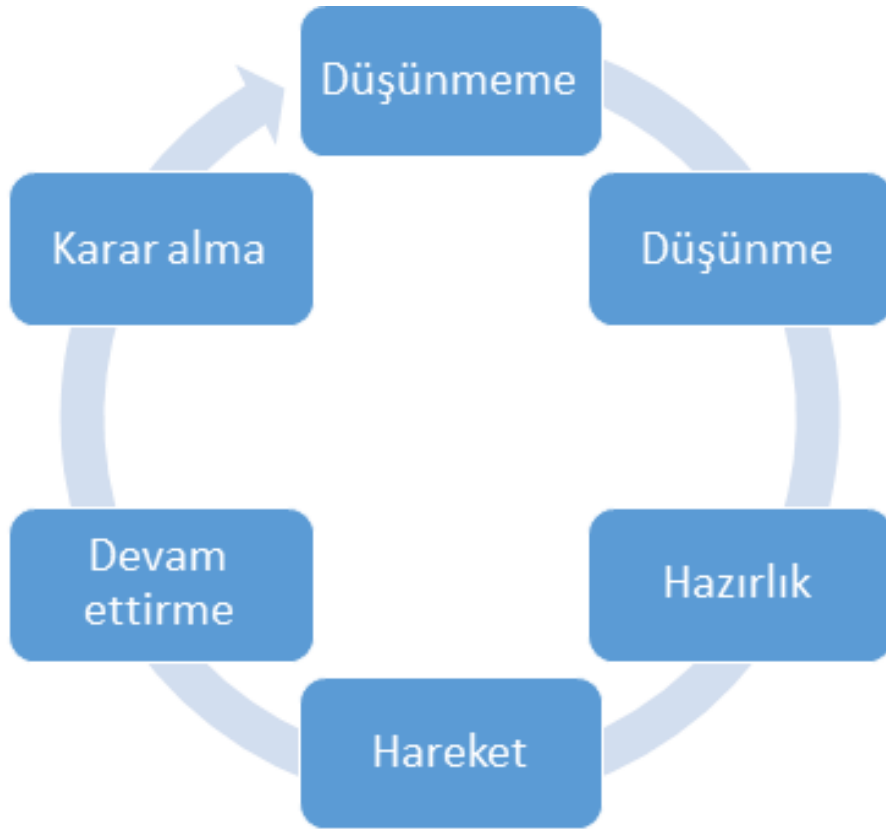 Düşünmeme
Düşünme
Hazırlık
Hareket
Devam
ettirme
Karar alma